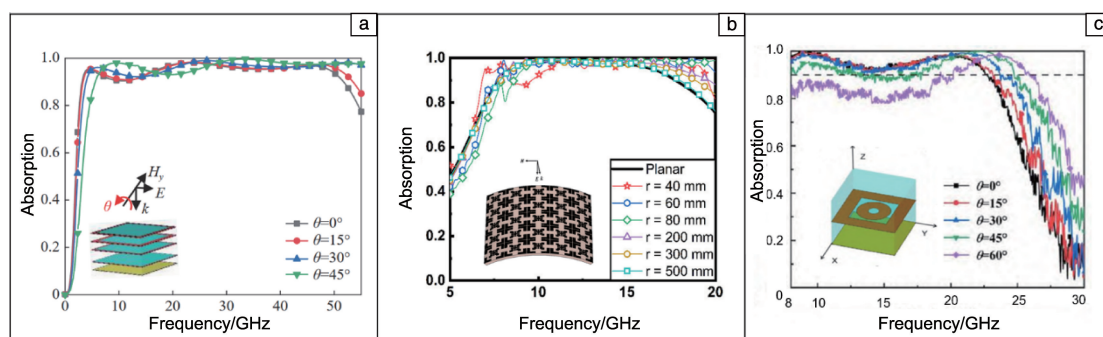 a
Absorption
1.0
0.8
0.6
0.4
0.2
0
0 10 20 30 40 50
Frequency/GHz
Hy
E
θ
k
θ=0°
θ=15°
θ=30°
θ=45°
b
Absorption
1.0
0.8
0.6
0.4
0.2
0.0
5 10 15 20
Frequency/GHz
Planar
r = 40 mm
r = 60 mm
r = 80 mm
r = 200 mm
r = 300 mm
r = 500 mm
c
Absorption
1.0
0.8
0.6
0.4
0.2
8 10 15 20 25 30
Frequency/GHz
Z
Y
X
θ=0°
θ=15°
θ=30°
θ=45°
θ=60°